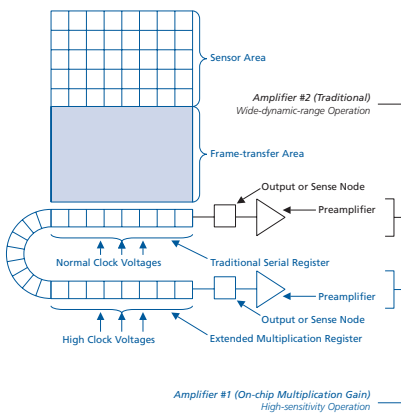 Sensor Area
Amplifier #2 (Traditional)
Wide-dynamic-range Operation
Frame-transfer Area
Output or Sense Node
Preamplifier
Normal Clock Voltages
Traditional Serial Register
Preamplifier
Output or Sense Node
High Clock Voltages
Extended Multiplication Register
Amplifier #1 (On-chip Multiplication Gain)
High-sensitivity Operation